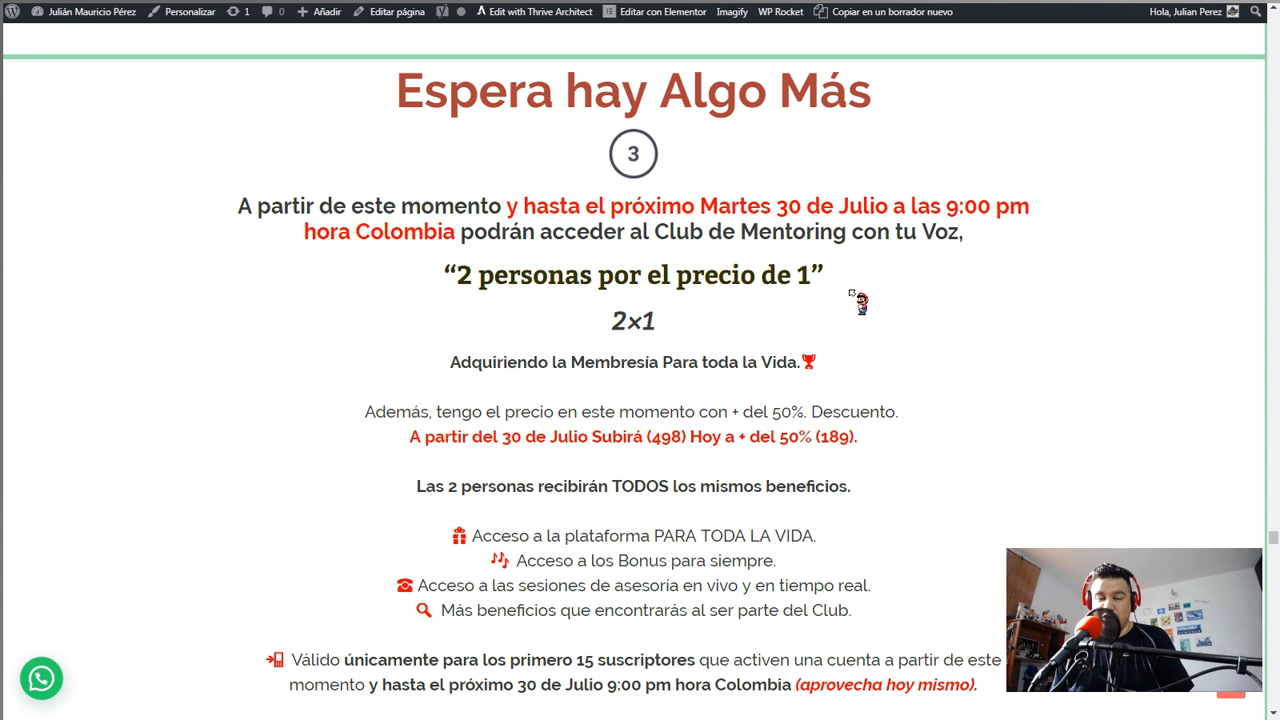 Julián Mauricio Pérez Personalizar 1 0 Añadir Editar página Edit with Thrive Architect Editar con Elementor Imagify WP Rocket Copiar en un borrador nuevo Hola, Julian Perez
Espera hay Algo Más
3
A partir de este momento y hasta el próximo Martes 30 de Julio a las 9:00 pm
hora Colombia podrán acceder al Club de Mentoring con tu Voz,
“2 personas por el precio de 1”
2×1
Adquiriendo la Membresía Para toda la Vida.
Además, tengo el precio en este momento con + del 50%. Descuento.
A partir del 30 de Julio Subirá (498) Hoy a + del 50% (189).
Las 2 personas recibirán TODOS los mismos beneficios.
Acceso a la plataforma PARA TODA LA VIDA.
Acceso a los Bonus para siempre.
Acceso a las sesiones de asesoría en vivo y en tiempo real.
Más beneficios que encontrarás al ser parte del Club.
Válido únicamente para los primero 15 suscriptores que activen una cuenta a partir de este
momento y hasta el próximo 30 de Julio 9:00 pm hora Colombia (aprovecha hoy mismo).